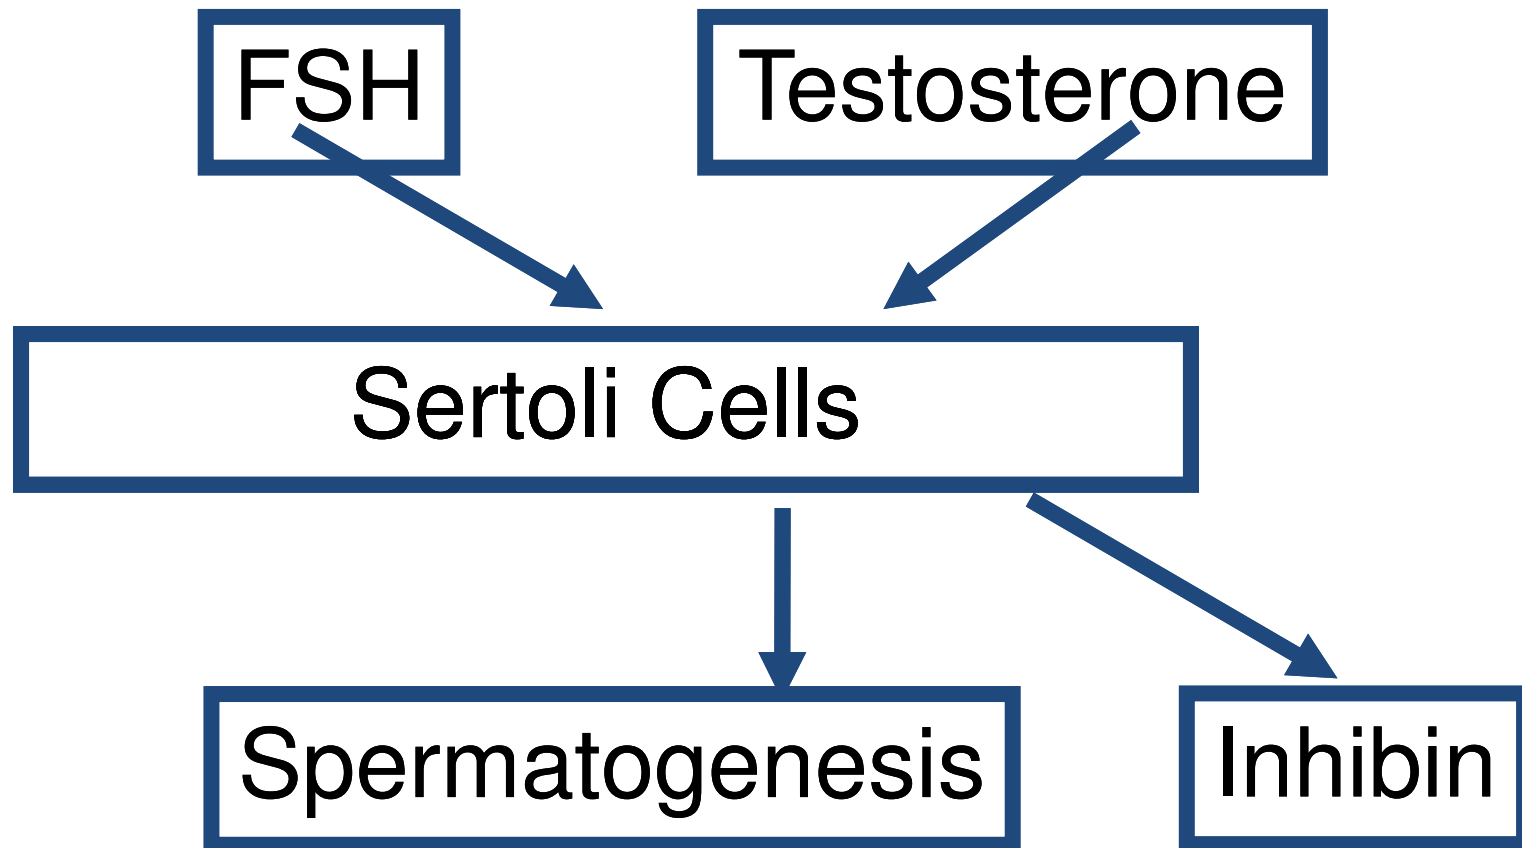 FSH
Testosterone
Sertoli Cells
Spermatogenesis
Inhibin